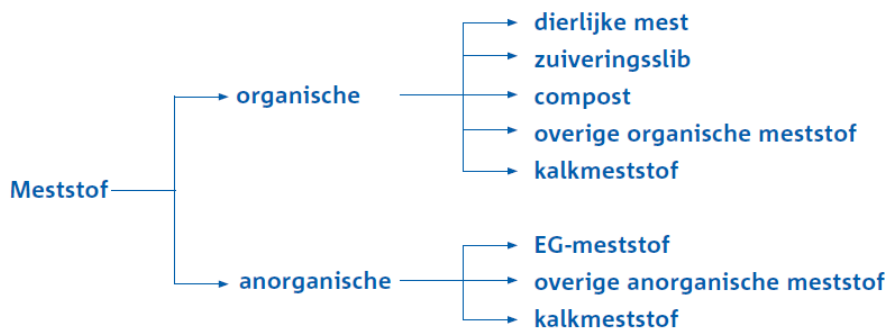 Meststof
organische
dierlijke mest
zuiveringsslib
compost
overige organische meststof
kalkmeststof
anorganische
EG-meststof
overige anorganische meststof
kalkmeststof